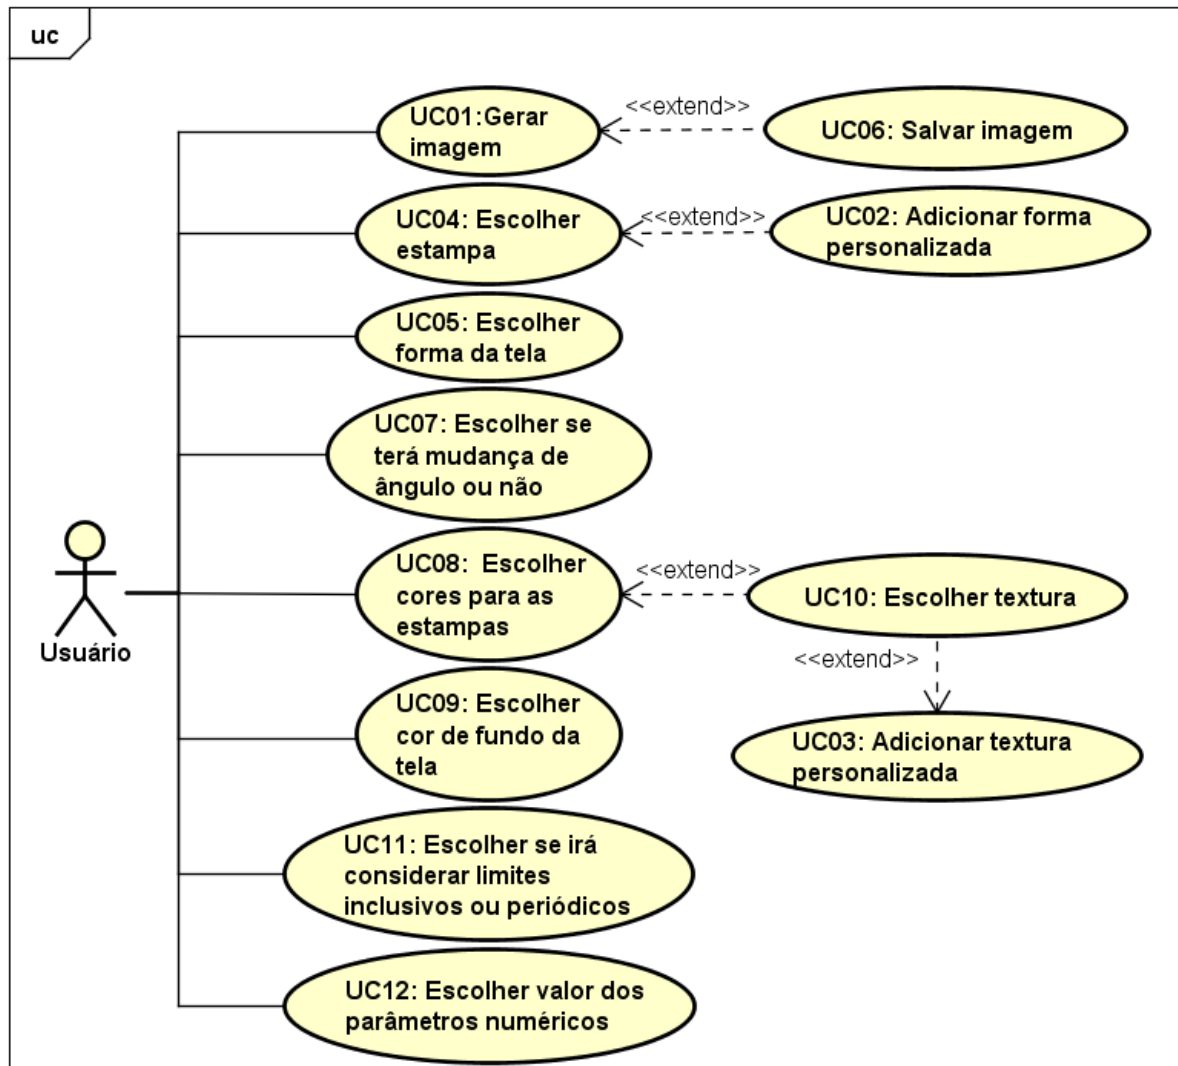 uc
UC01:Gerar
imagem
<<extend>>
UC06: Salvar imagem
UC04: Escolher
estampa
<<extend>>
UC02: Adicionar forma
personalizada
UC05: Escolher
forma da tela
UC07: Escolher se
terá mudança de
ângulo ou não
Usuário
UC08: Escolher
cores para as
estampas
<<extend>>
UC10: Escolher textura
<<extend>>
UC03: Adicionar textura
personalizada
UC09: Escolher
cor de fundo da
tela
UC11: Escolher se irá
considerar limites
inclusivos ou periódicos
UC12: Escolher valor dos
parâmetros numéricos